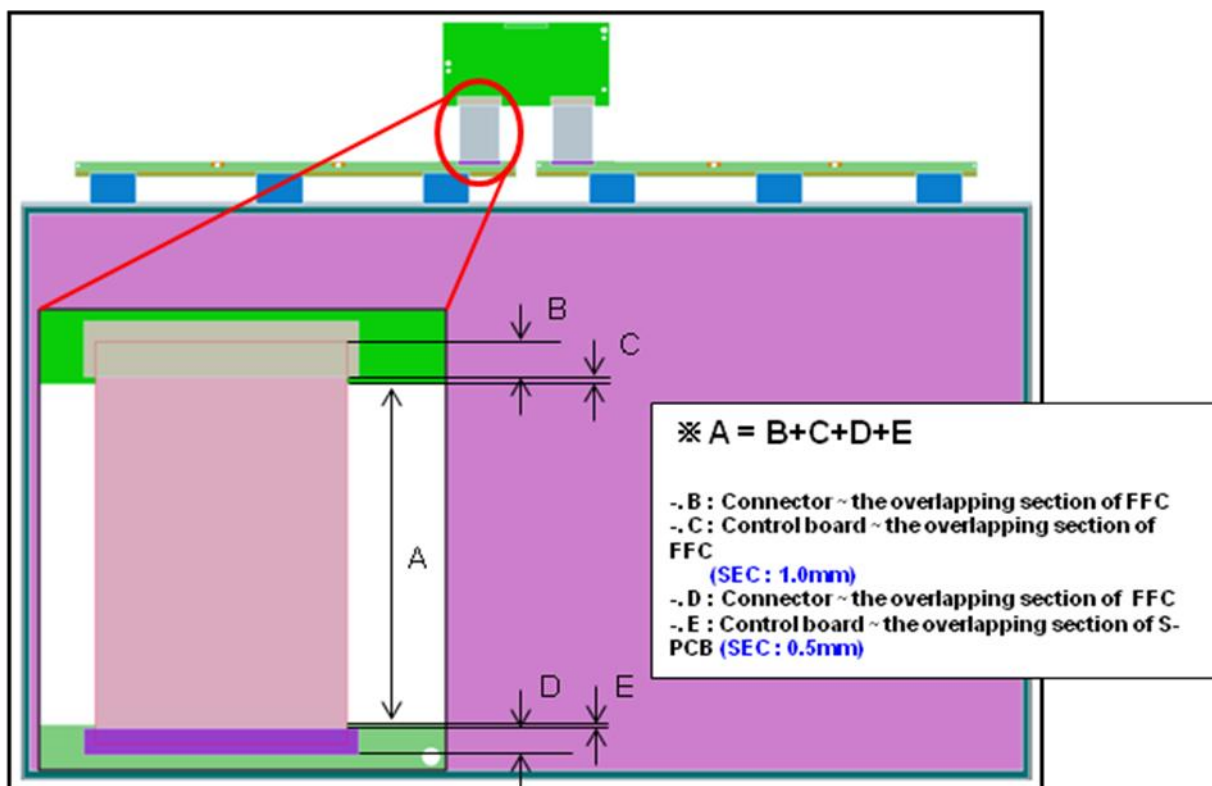 B
C
※ A = B+C+D+E
-. B : Connector ~ the overlapping section of FFC
-. C : Control board ~ the overlapping section of
FFC
(SEC : 1.0mm)
-. D : Connector ~ the overlapping section of  FFC
-. E : Control board ~ the overlapping section of S-
PCB (SEC : 0.5mm)
A
D
E